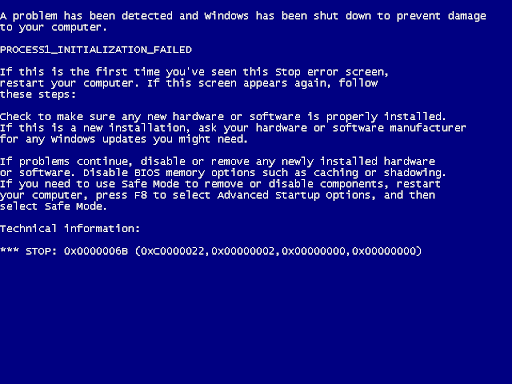 A problem has been detected and Windows has been shut down to prevent damage
to your computer.
PROCESS1_INITIALIZATION_FAILED
If this is the first time you've seen this Stop error screen,
restart your computer. If this screen appears again, follow
these steps:
Check to make sure any new hardware or software is properly installed.
If this is a new installation, ask your hardware or software manufacturer
for any Windows updates you might need.
If problems continue, disable or remove any newly installed hardware
or software. Disable BIOS memory options such as caching or shadowing.
If you need to use Safe Mode to remove or disable components, restart
your computer, press F8 to select Advanced Startup Options, and then
select Safe Mode.
Technical information:
*** STOP: 0x0000006B (0xC0000022,0x00000002,0x00000000,0x00000000)